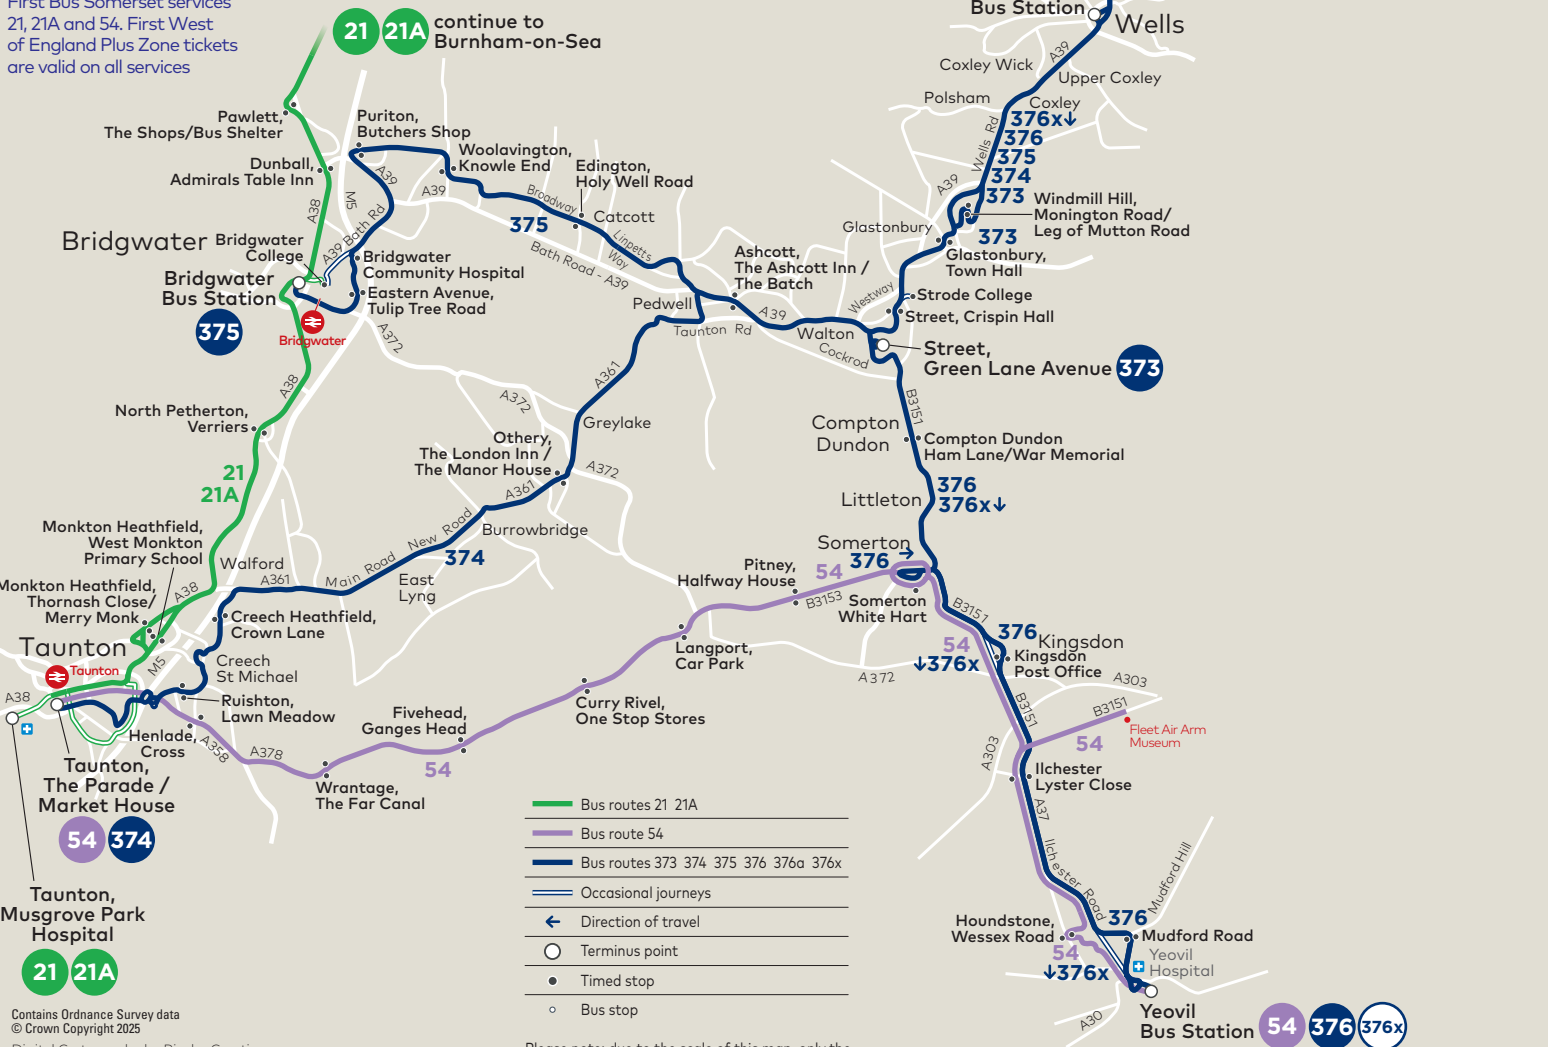 First Bus Somerset services
21, 21A and 54. First West
of England Plus Zone tickets
are valid on all services
21 21A continue to
Burnham-on-Sea
Bus Station
Wells
A39
Coxley Wick
Upper Coxley
Polsham
Coxley
376x↓
376
375
374
373
Wells Rd
A39
Windmill Hill,
Monington Road/
Leg of Mutton Road
373
Glastonbury
Glastonbury,
Town Hall
Pawlett,
The Shops/Bus Shelter
Puriton,
Butchers Shop
Dunball,
Admirals Table Inn
Woolavington,
Knowle End
Edington,
Holy Well Road
A38
M5
A39
A39
Broadway
375
Catcott
Linpetts
Way
Bath Road - A39
Bridgwater
Bridgwater
College
A39 Bath Rd
Bridgwater
Community Hospital
Bridgwater
Bus Station
375
Eastern Avenue,
Tulip Tree Road
Bridgwater
A372
Ashcott,
The Ashcott Inn /
The Batch
Pedwell
Taunton Rd
A39
Walton
Cockrod
Westway
Strode College
Street, Crispin Hall
Street,
Green Lane Avenue 373
A38
A361
A372
North Petherton,
Verriers
Greylake
Othery,
The London Inn /
The Manor House
A372
Compton
Dundon
B3151
Compton Dundon
Ham Lane/War Memorial
21
21A
A361
Burrowbridge
Littleton
376
376x↓
Monkton Heathfield,
West Monkton
Primary School
Walford
A361
Main Road
New Road
374
East
Lyng
Somerton
376 →
Pitney,
Halfway House
54
B3153
Somerton
White Hart
B3151
Monkton Heathfield,
Thornash Close/
Merry Monk
A38
Creech Heathfield,
Crown Lane
Taunton
Taunton
M5
Creech
St Michael
Langport,
Car Park
A372
54
↓376x
376
Kingsdon
Kingsdon
Post Office
A303
A38
Ruishton,
Lawn Meadow
Henlade,
Cross
A358
A378
Fivehead,
Ganges Head
Curry Rivel,
One Stop Stores
B3151
B3151
54
Fleet Air Arm
Museum
A303
54
Wrantage,
The Far Canal
Ilchester
Lyster Close
A37
Taunton,
The Parade /
Market House
54 374
Taunton,
Musgrove Park
Hospital
21 21A
Bus routes 21 21A
Bus route 54
Bus routes 373 374 375 376 376a 376x
Occasional journeys
Direction of travel
Terminus point
Timed stop
Bus stop
Ilchester Road
Mudford Hill
Houndstone,
Wessex Road
54
↓376x
376
Mudford Road
Yeovil
Hospital
A30
Yeovil
Bus Station 54 376 376x
Contains Ordnance Survey data
© Crown Copyright 2025